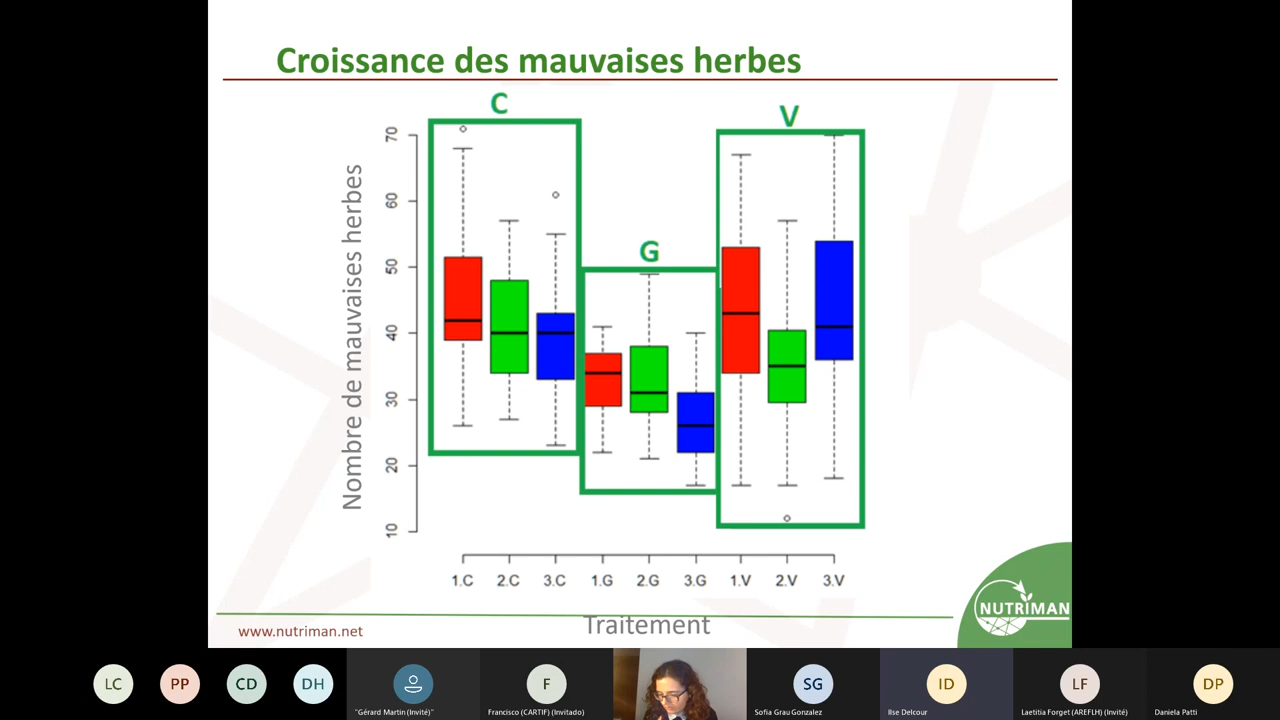 Croissance des mauvaises herbes
C
G
V
Nombre de mauvaises herbes
70
60
50
40
30
20
10
1.C 2.C 3.C 1.G 2.G 3.G 1.V 2.V 3.V
Traitement
www.nutriman.net
NUTRIMAN
LC PP CD DH F SG ID LF DP
"Gérard Martin (Invité)" Francisco (CARTIF) (Invitado) Sofia Grau Gonzalez Ilse Delcour Laetitia Forget (AREFLH) (Invité) Daniela Patti